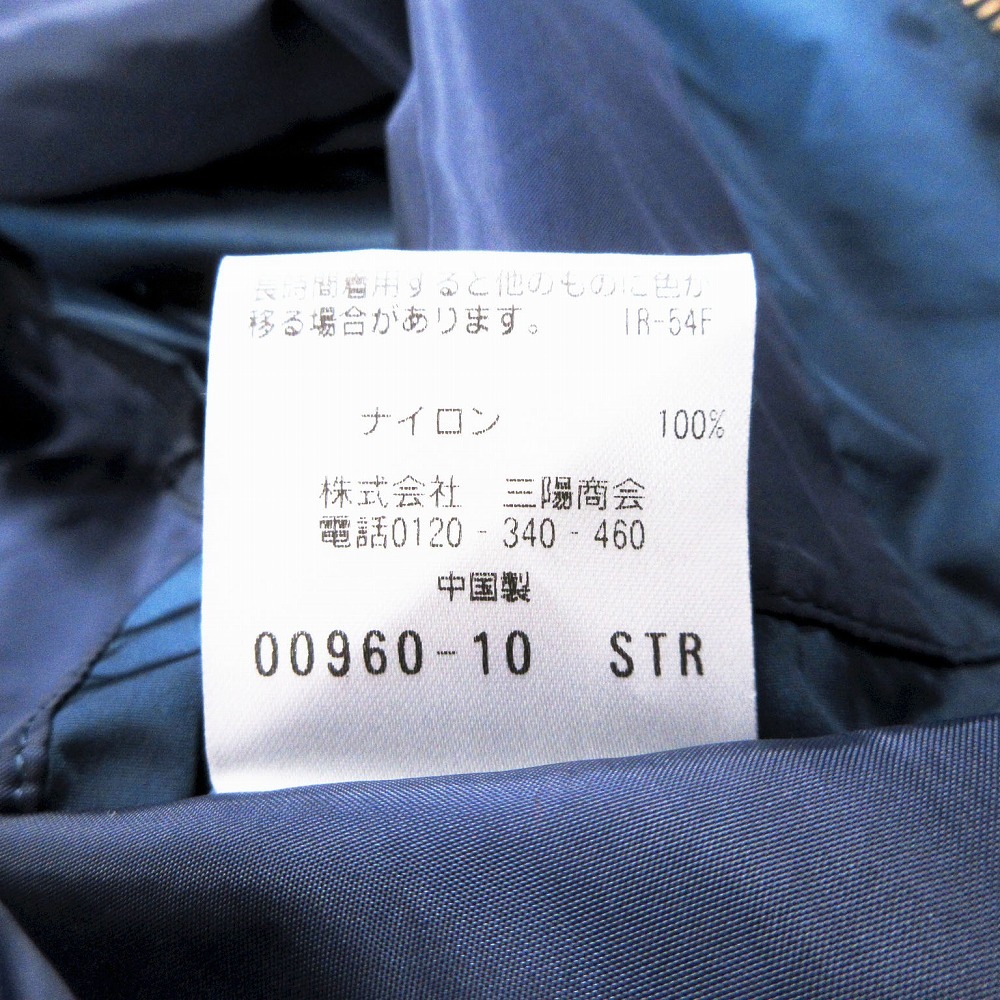 長時間着用すると他のものに色が
移る場合があります。 IR-54F
ナイロン 100%
株式会社 三陽商会
電話0120-340-460
中国製
00960-10 STR